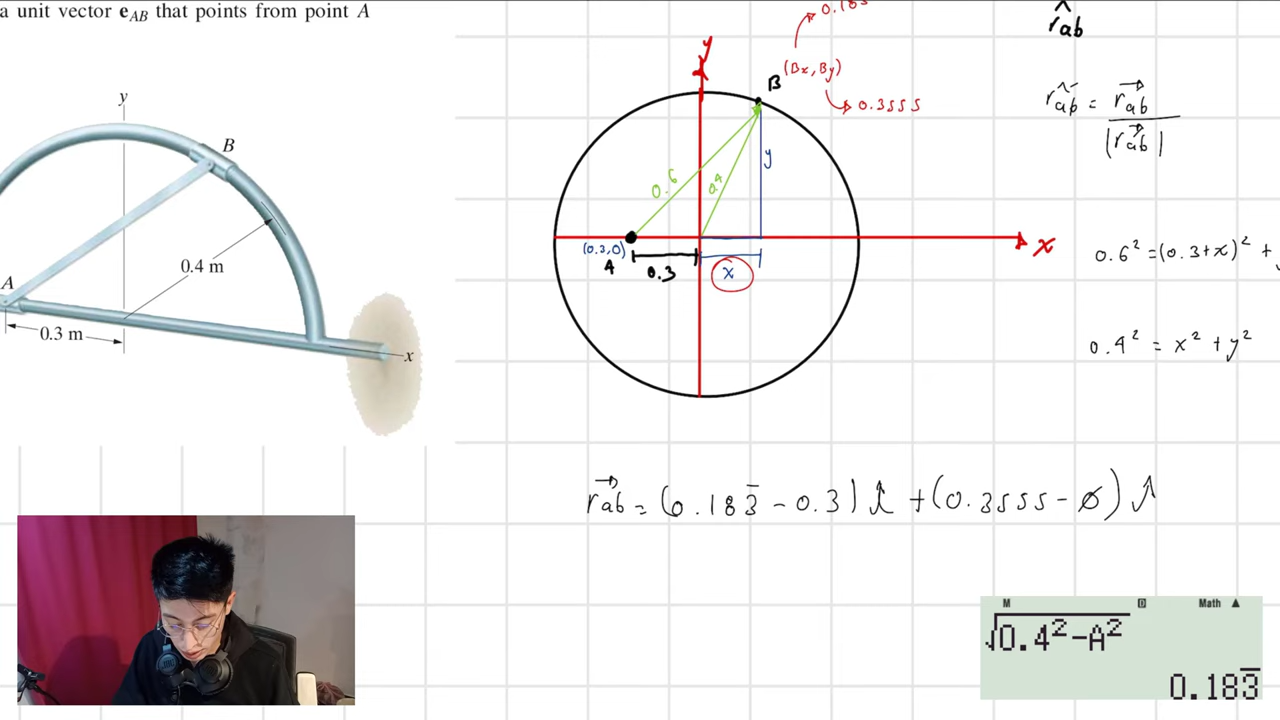 a unit vector e_AB that points from point A
y
B
A
0.4 m
0.3 m
x
y
B (Bx, By)
0.3555
0.6
0.4
y
(0.3,0)
A
0.3
x
x
r̂ab
r̂ab = r⃗ab / |r⃗ab|
0.6² = (0.3+x)² +
0.4² = x² + y²
r⃗ab = (0.183̅ - 0.3) î + (0.3555 - 0) ĵ
M D Math ▲
√0.4²-A²
0.183̅